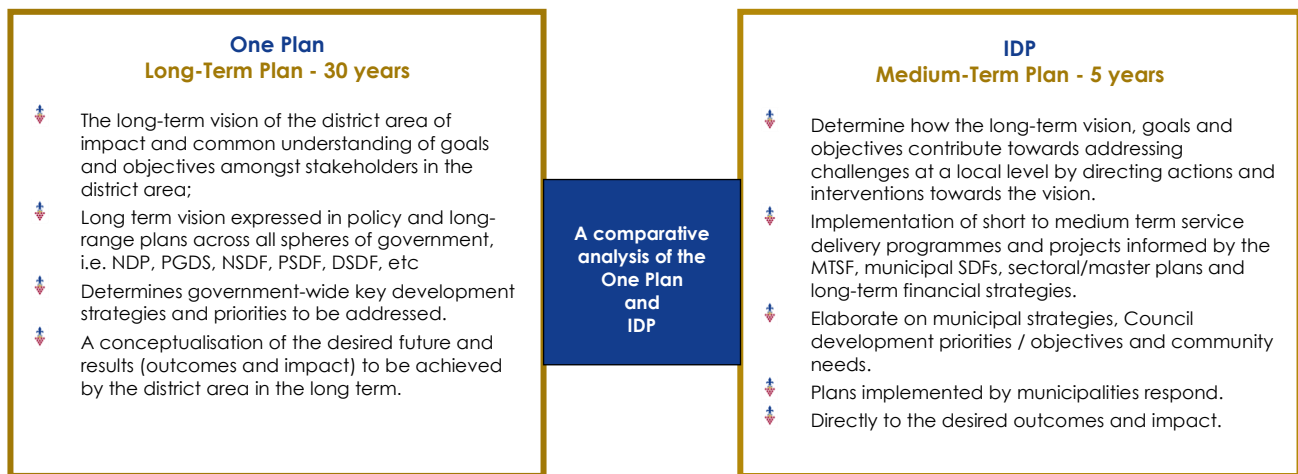 One Plan
Long-Term Plan - 30 years
The long-term vision of the district area of
impact and common understanding of goals
and objectives amongst stakeholders in the
district area;
Long term vision expressed in policy and long-
range plans across all spheres of government,
i.e. NDP, PGDS, NSDF, PSDF, DSDF, etc
Determines government-wide key development
strategies and priorities to be addressed.
A conceptualisation of the desired future and
results (outcomes and impact) to be achieved
by the district area in the long term.
A comparative
analysis of the
One Plan
and
IDP
IDP
Medium-Term Plan - 5 years
Determine how the long-term vision, goals and
objectives contribute towards addressing
challenges at a local level by directing actions and
interventions towards the vision.
Implementation of short to medium term service
delivery programmes and projects informed by the
MTSF, municipal SDFs, sectoral/master plans and
long-term financial strategies.
Elaborate on municipal strategies, Council
development priorities / objectives and community
needs.
Plans implemented by municipalities respond.
Directly to the desired outcomes and impact.